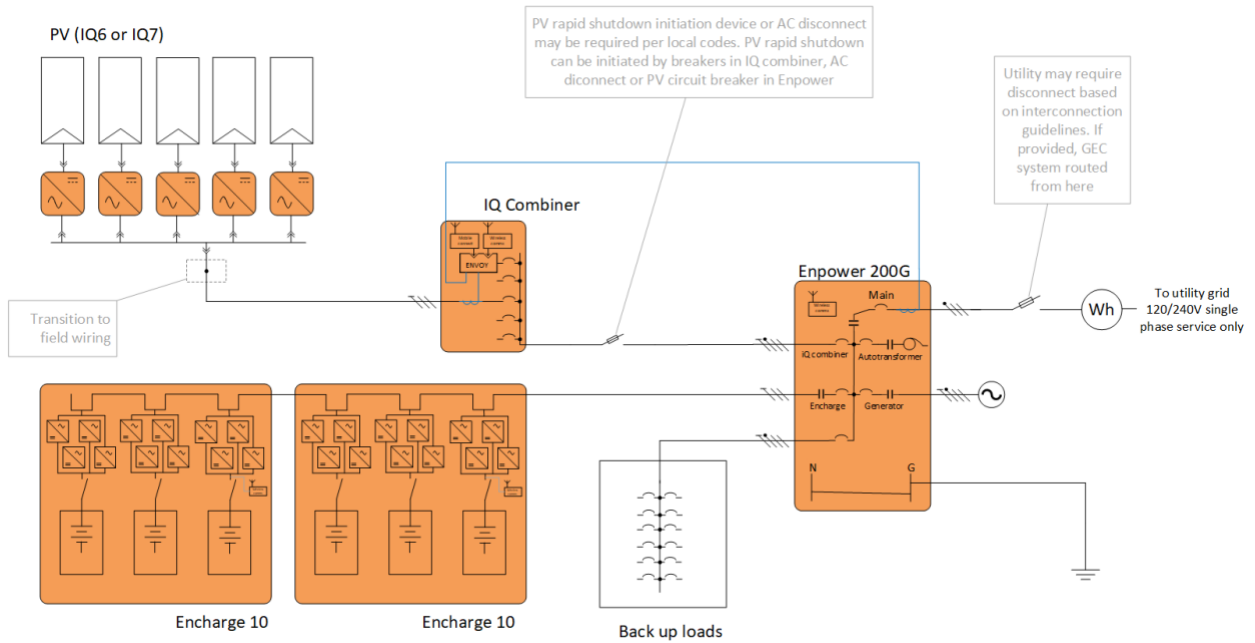 PV (IQ6 or IQ7)
PV rapid shutdown initiation device or AC disconnect
may be required per local codes. PV rapid shutdown
can be initiated by breakers in IQ combiner, AC
diconnect or PV circuit breaker in Enpower
Utility may require
disconnect based
on interconnection
guidelines. If
provided, GEC
system routed
from here
IQ Combiner
ENVOY
Transition to
field wiring
Enpower 200G
Main
Wh
To utility grid
120/240V single
phase service only
iQ combiner
Autotransformer
Encharge
Generator
N
G
Encharge 10
Encharge 10
Back up loads